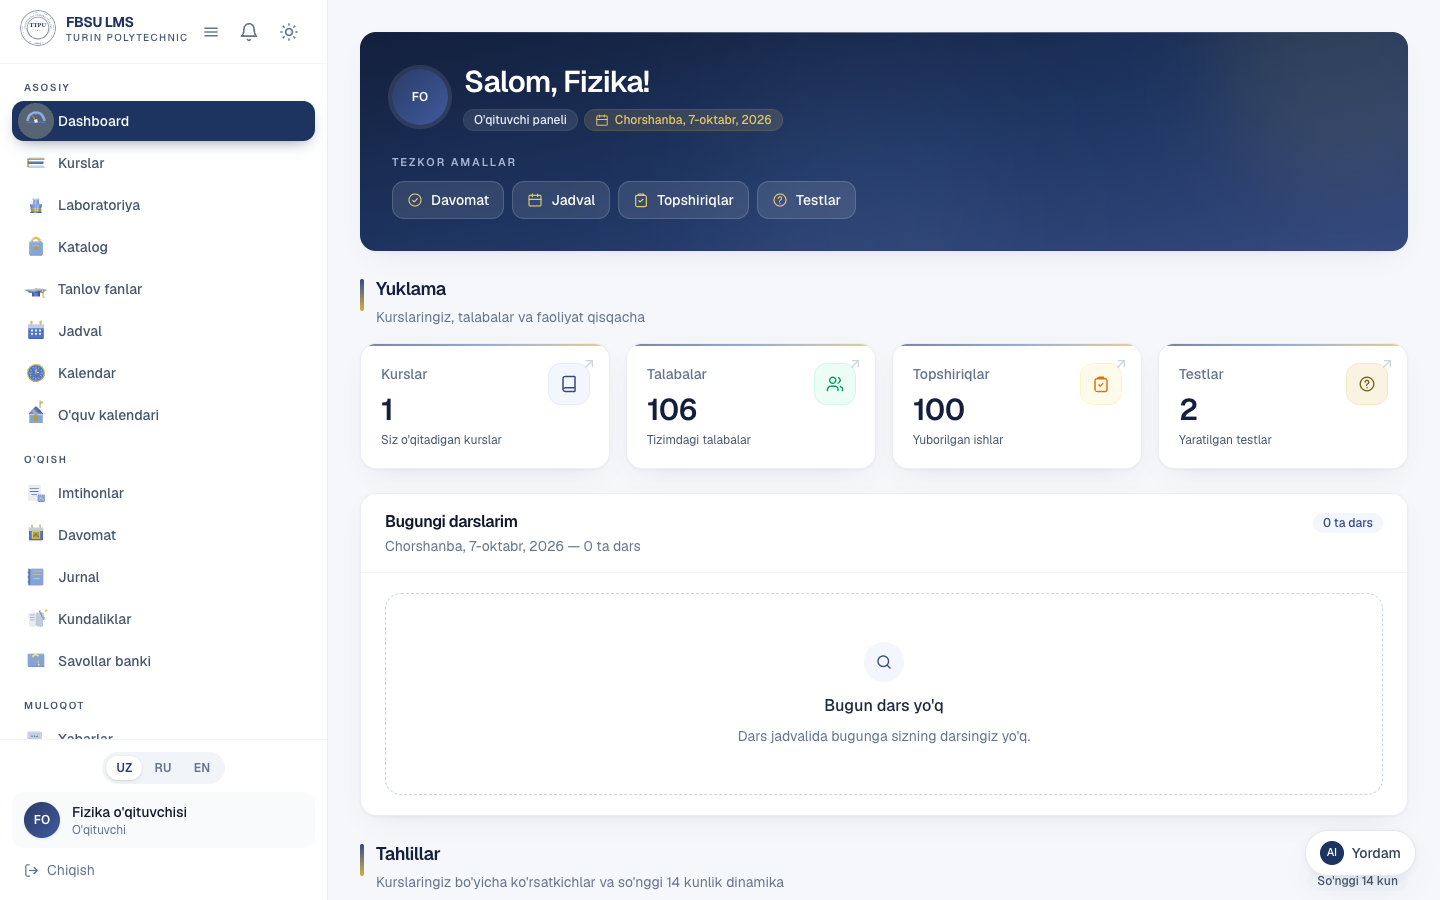 TTPU
FBSU LMS
TURIN POLYTECHNIC
ASOSIY
Dashboard
Kurslar
Laboratoriya
Katalog
Tanlov fanlar
Jadval
Kalendar
O'quv kalendari
O'QISH
Imtihonlar
Davomat
Jurnal
Kundaliklar
Savollar banki
MULOQOT
Xabarlar
UZ RU EN
FO
Fizika o'qituvchisi
O'qituvchi
Chiqish
FO
Salom, Fizika!
O'qituvchi paneli
Chorshanba, 7-oktabr, 2026
TEZKOR AMALLAR
Davomat
Jadval
Topshiriqlar
Testlar
Yuklama
Kurslaringiz, talabalar va faoliyat qisqacha
Kurslar
1
Siz o'qitadigan kurslar
Talabalar
106
Tizimdagi talabalar
Topshiriqlar
100
Yuborilgan ishlar
Testlar
2
Yaratilgan testlar
Bugungi darslarim
Chorshanba, 7-oktabr, 2026 — 0 ta dars
0 ta dars
Bugun dars yo'q
Dars jadvalida bugunga sizning darsingiz yo'q.
Tahlillar
Kurslaringiz bo'yicha ko'rsatkichlar va so'nggi 14 kunlik dinamika
AI Yordam
So'nggi 14 kun